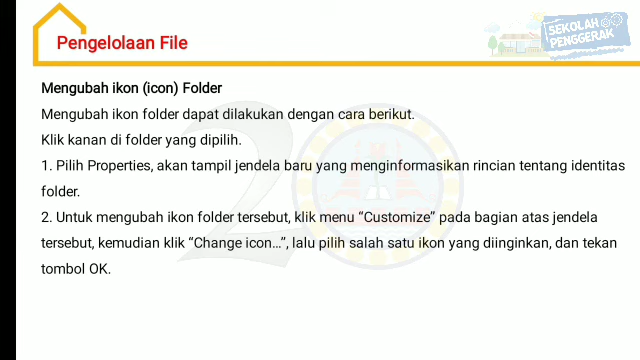 SEKOLAH
PENGGERAK
Pengelolaan File
Mengubah ikon (icon) Folder
Mengubah ikon folder dapat dilakukan dengan cara berikut.
Klik kanan di folder yang dipilih.
1. Pilih Properties, akan tampil jendela baru yang menginformasikan rincian tentang identitas
folder.
2. Untuk mengubah ikon folder tersebut, klik menu “Customize” pada bagian atas jendela
tersebut, kemudian klik “Change icon...”, lalu pilih salah satu ikon yang diinginkan, dan tekan
tombol OK.